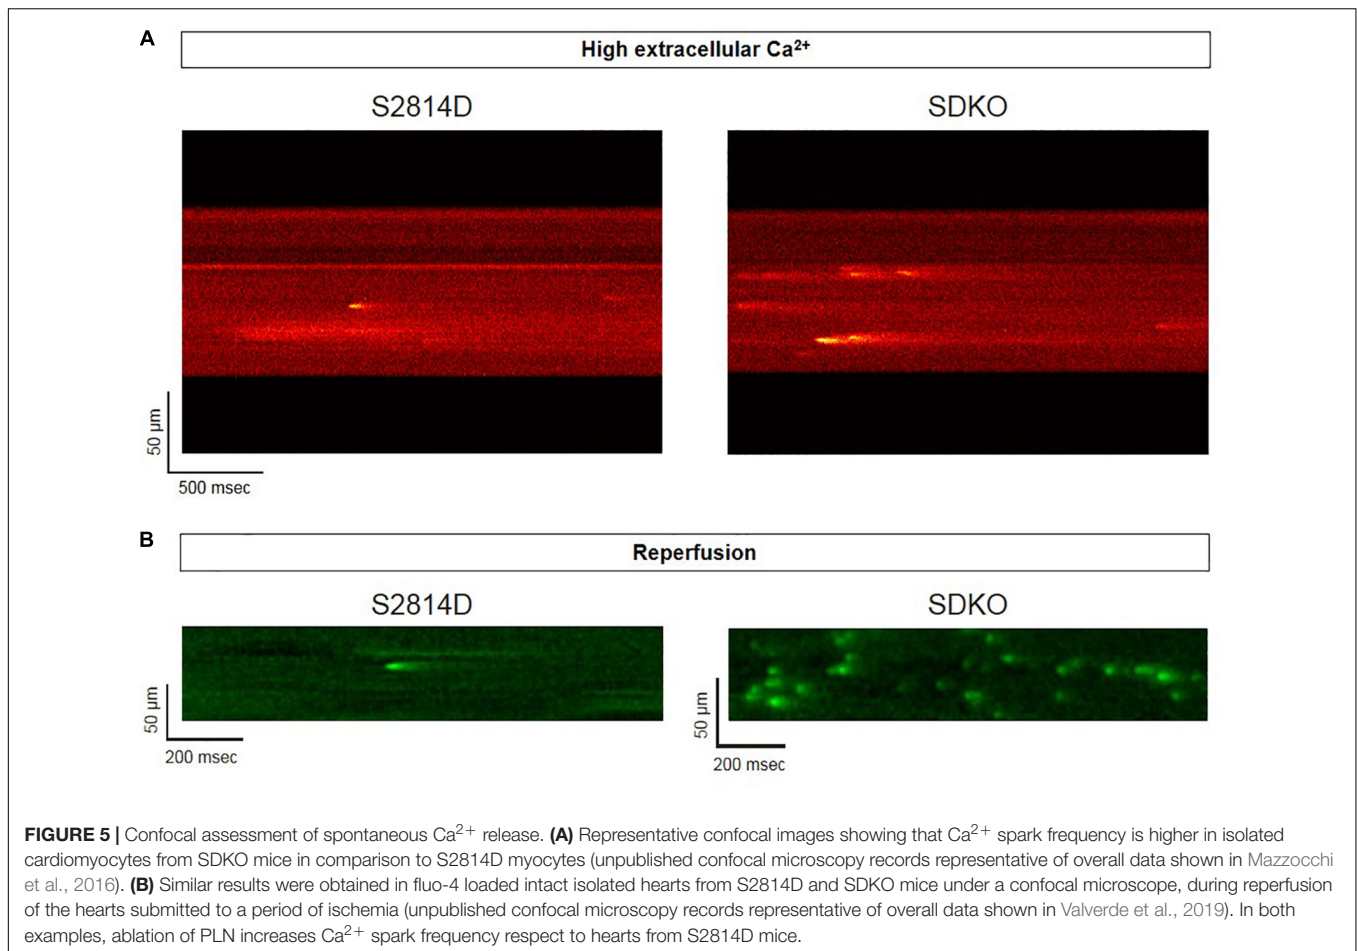 A
High extracellular Ca²⁺
S2814D
SDKO
50 µm
500 msec
B
Reperfusion
S2814D
SDKO
50 µm
200 msec
50 µm
200 msec
FIGURE 5 | Confocal assessment of spontaneous Ca²⁺ release. (A) Representative confocal images showing that Ca²⁺ spark frequency is higher in isolated
cardiomyocytes from SDKO mice in comparison to S2814D myocytes (unpublished confocal microscopy records representative of overall data shown in Mazzocchi
et al., 2016). (B) Similar results were obtained in fluo-4 loaded intact isolated hearts from S2814D and SDKO mice under a confocal microscope, during reperfusion
of the hearts submitted to a period of ischemia (unpublished confocal microscopy records representative of overall data shown in Valverde et al., 2019). In both
examples, ablation of PLN increases Ca²⁺ spark frequency respect to hearts from S2814D mice.